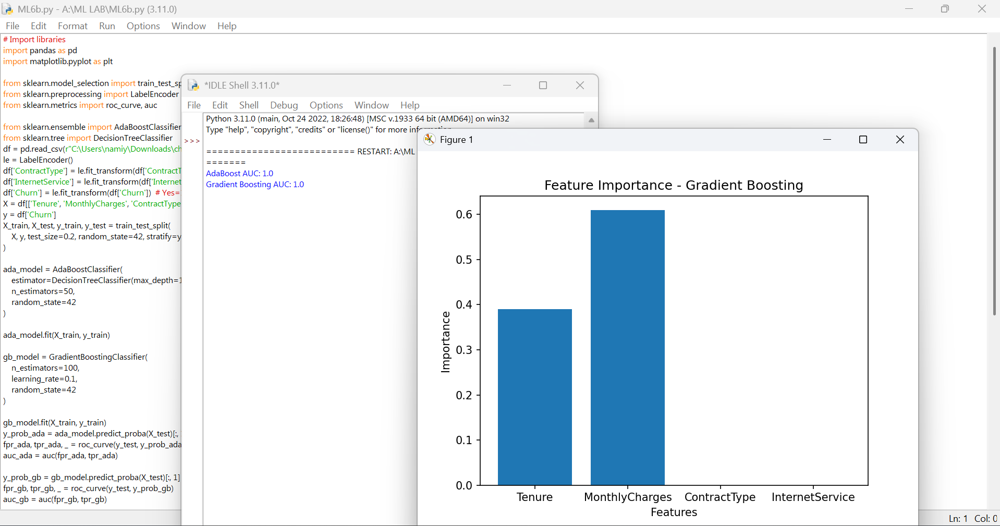 ML6b.py - A:\ML LAB\ML6b.py (3.11.0)
File Edit Format Run Options Window Help
# Import libraries
import pandas as pd
import matplotlib.pyplot as plt
from sklearn.model_selection import train_test_sp
from sklearn.preprocessing import LabelEncoder
from sklearn.metrics import roc_curve, auc
from sklearn.ensemble import AdaBoostClassifier
from sklearn.tree import DecisionTreeClassifier
df = pd.read_csv(r"C:\Users\namiy\Downloads\ch
le = LabelEncoder()
df['ContractType'] = le.fit_transform(df['ContractT
df['InternetService'] = le.fit_transform(df['Internet
df['Churn'] = le.fit_transform(df['Churn']) # Yes=
X = df[['Tenure', 'MonthlyCharges', 'ContractType
y = df['Churn']
X_train, X_test, y_train, y_test = train_test_split(
X, y, test_size=0.2, random_state=42, stratify=y
)
ada_model = AdaBoostClassifier(
estimator=DecisionTreeClassifier(max_depth=1
n_estimators=50,
random_state=42
)
ada_model.fit(X_train, y_train)
gb_model = GradientBoostingClassifier(
n_estimators=100,
learning_rate=0.1,
random_state=42
)
gb_model.fit(X_train, y_train)
y_prob_ada = ada_model.predict_proba(X_test)[:,
fpr_ada, tpr_ada, _ = roc_curve(y_test, y_prob_ada
auc_ada = auc(fpr_ada, tpr_ada)
y_prob_gb = gb_model.predict_proba(X_test)[:, 1]
fpr_gb, tpr_gb, _ = roc_curve(y_test, y_prob_gb)
auc_gb = auc(fpr_gb, tpr_gb)
*IDLE Shell 3.11.0*
File Edit Shell Debug Options Window Help
Python 3.11.0 (main, Oct 24 2022, 18:26:48) [MSC v.1933 64 bit (AMD64)] on win32
Type "help", "copyright", "credits" or "license()" for more information.
>>>
========================== RESTART: A:\ML
=======
AdaBoost AUC: 1.0
Gradient Boosting AUC: 1.0
Figure 1
Feature Importance - Gradient Boosting
Importance
0.6
0.5
0.4
0.3
0.2
0.1
0.0
Tenure MonthlyCharges ContractType InternetService
Features
Ln: 1 Col: 0